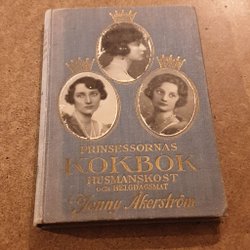 PRINSESSORNAS
KOKBOK
HUSMANSKOST
OCH HELGDAGSMAT
Jenny Åkerström